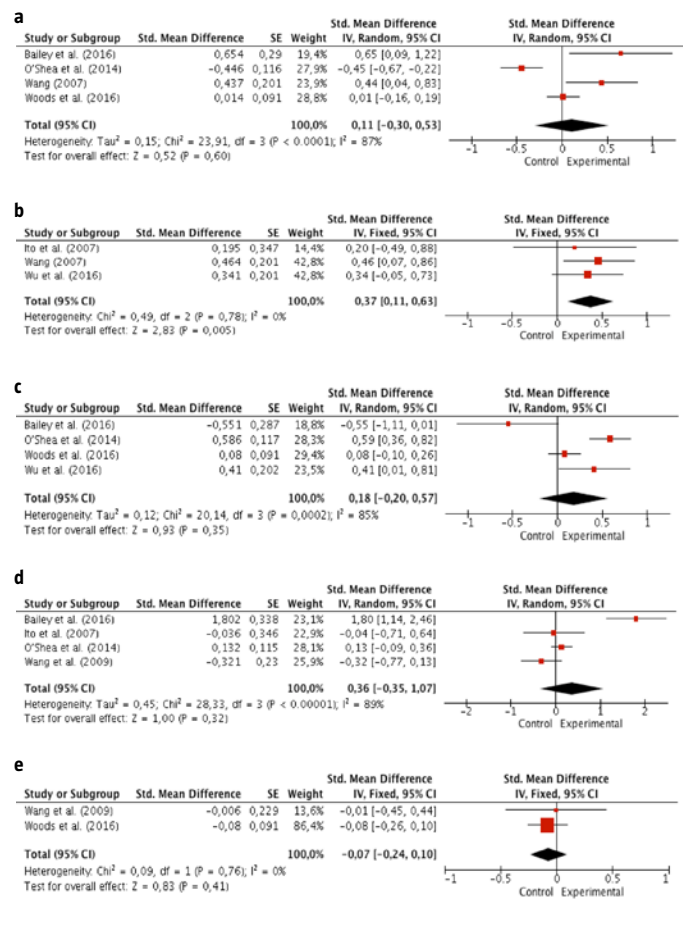 a
Std. Mean Difference Std. Mean Difference
Study or Subgroup Std. Mean Difference SE Weight IV, Random, 95% CI IV, Random, 95% CI
Bailey et al. (2016) 0,654 0,29 19,4% 0,65 [0,09, 1,22]
O'Shea et al. (2014) −0,446 0,116 27,9% −0,45 [−0,67, −0,22]
Wang (2007) 0,437 0,201 23,9% 0,44 [0,04, 0,83]
Woods et al. (2016) 0,014 0,091 28,8% 0,01 [−0,16, 0,19]
Total (95% CI) 100,0% 0,11 [−0,30, 0,53]
Heterogeneity: Tau² = 0,15; Chi² = 23,91, df = 3 (P < 0.0001); I² = 87%
Test for overall effect: Z = 0,52 (P = 0,60)
−1 −0.5 0 0.5 1
Control Experimental
b
Std. Mean Difference Std. Mean Difference
Study or Subgroup Std. Mean Difference SE Weight IV, Fixed, 95% CI IV, Fixed, 95% CI
Ito et al. (2007) 0,195 0,347 14,4% 0,20 [−0,49, 0,88]
Wang (2007) 0,464 0,201 42,8% 0,46 [0,07, 0,86]
Wu et al. (2016) 0,341 0,201 42,8% 0,34 [−0,05, 0,73]
Total (95% CI) 100,0% 0,37 [0,11, 0,63]
Heterogeneity: Chi² = 0,49, df = 2 (P = 0,78); I² = 0%
Test for overall effect: Z = 2,83 (P = 0,005)
−1 −0.5 0 0.5 1
Control Experimental
c
Std. Mean Difference Std. Mean Difference
Study or Subgroup Std. Mean Difference SE Weight IV, Random, 95% CI IV, Random, 95% CI
Bailey et al. (2016) −0,551 0,287 18,8% −0,55 [−1,11, 0,01]
O'Shea et al. (2014) 0,586 0,117 28,3% 0,59 [0,36, 0,82]
Woods et al. (2016) 0,08 0,091 29,4% 0,08 [−0,10, 0,26]
Wu et al. (2016) 0,41 0,202 23,5% 0,41 [0,01, 0,81]
Total (95% CI) 100,0% 0,18 [−0,20, 0,57]
Heterogeneity: Tau² = 0,12; Chi² = 20,14, df = 3 (P = 0,0002); I² = 85%
Test for overall effect: Z = 0,93 (P = 0,35)
−1 −0.5 0 0.5 1
Control Experimental
d
Std. Mean Difference Std. Mean Difference
Study or Subgroup Std. Mean Difference SE Weight IV, Random, 95% CI IV, Random, 95% CI
Bailey et al. (2016) 1,802 0,338 23,1% 1,80 [1,14, 2,46]
Ito et al. (2007) −0,036 0,346 22,9% −0,04 [−0,71, 0,64]
O'Shea et al. (2014) 0,132 0,115 28,1% 0,13 [−0,09, 0,36]
Wang et al. (2009) −0,321 0,23 25,9% −0,32 [−0,77, 0,13]
Total (95% CI) 100,0% 0,36 [−0,35, 1,07]
Heterogeneity: Tau² = 0,45; Chi² = 28,33, df = 3 (P < 0.00001); I² = 89%
Test for overall effect: Z = 1,00 (P = 0,32)
−2 −1 0 1 2
Control Experimental
e
Std. Mean Difference Std. Mean Difference
Study or Subgroup Std. Mean Difference SE Weight IV, Fixed, 95% CI IV, Fixed, 95% CI
Wang et al. (2009) −0,006 0,229 13,6% −0,01 [−0,45, 0,44]
Woods et al. (2016) −0,08 0,091 86,4% −0,08 [−0,26, 0,10]
Total (95% CI) 100,0% −0,07 [−0,24, 0,10]
Heterogeneity: Chi² = 0,09, df = 1 (P = 0,76); I² = 0%
Test for overall effect: Z = 0,83 (P = 0,41)
−1 −0.5 0 0.5 1
Control Experimental